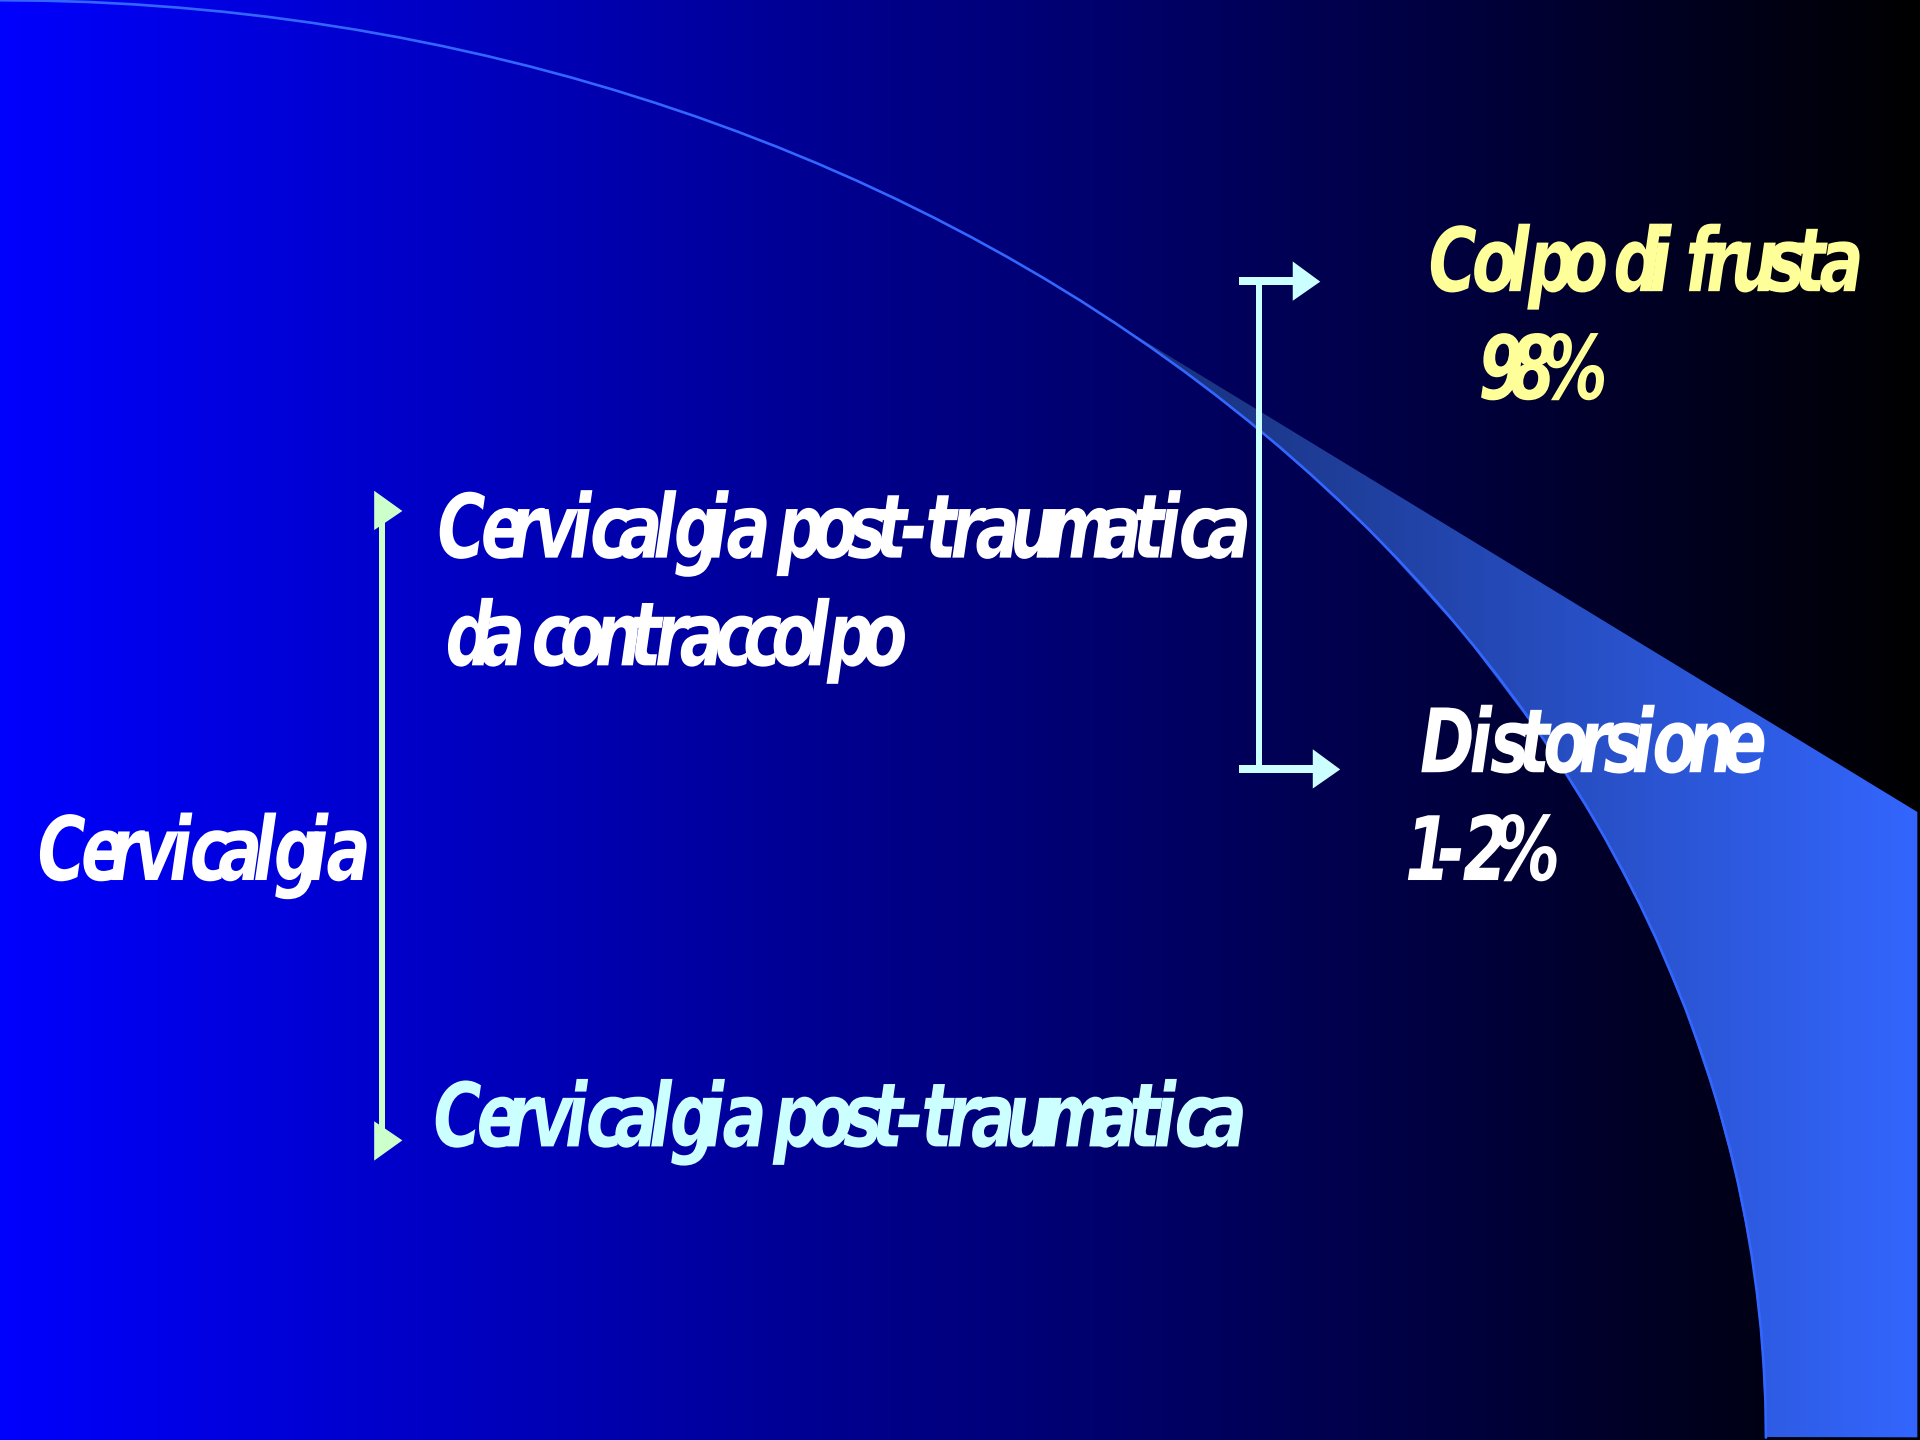 Colpo di frusta
98%
Cervicalgia post-traumatica
da contraccolpo
Distorsione
1-2%
Cervicalgia
Cervicalgia post-traumatica